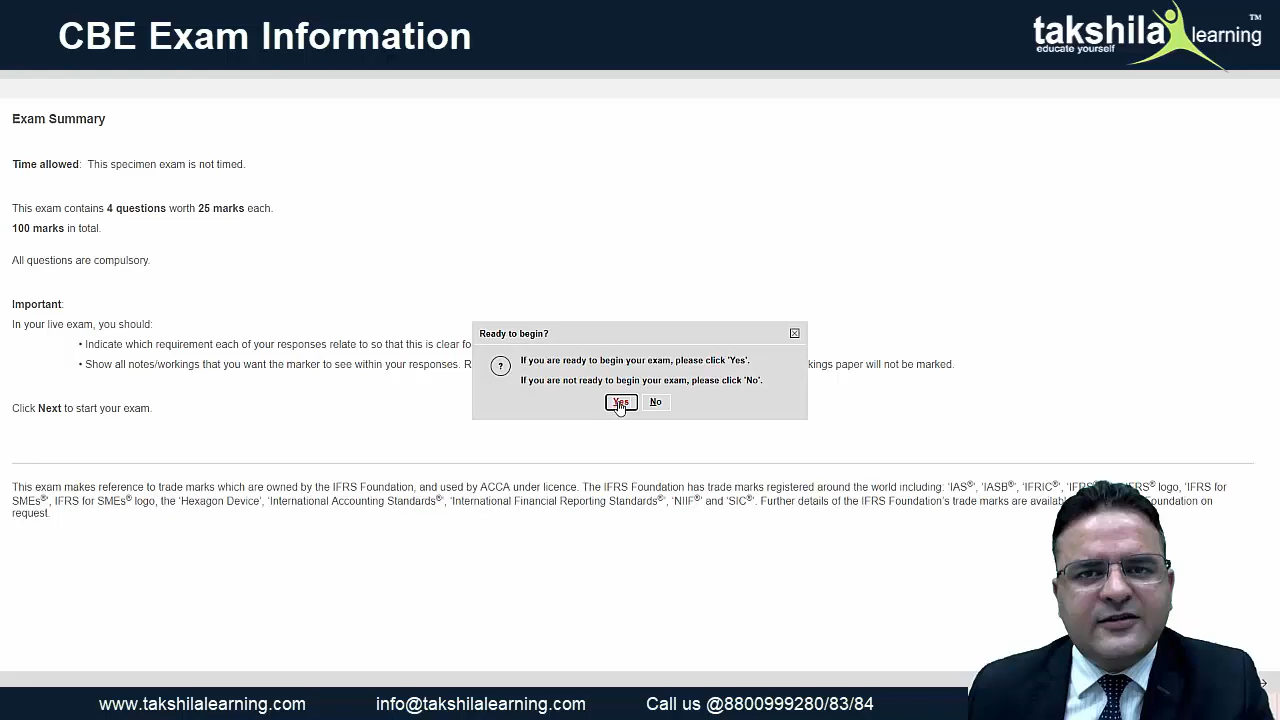 CBE Exam Information
takshila learning™
educate yourself
Exam Summary
Time allowed: This specimen exam is not timed.
This exam contains 4 questions worth 25 marks each.
100 marks in total.
All questions are compulsory.
Important:
In your live exam, you should:
• Indicate which requirement each of your responses relate to so that this is clear fo
• Show all notes/workings that you want the marker to see within your responses. R
kings paper will not be marked.
Ready to begin?
?
If you are ready to begin your exam, please click 'Yes'.
If you are not ready to begin your exam, please click 'No'.
Yes No
Click Next to start your exam.
This exam makes reference to trade marks which are owned by the IFRS Foundation, and used by ACCA under licence. The IFRS Foundation has trade marks registered around the world including: 'IAS®', 'IASB®', 'IFRIC®', 'IFRS logo, 'IFRS for
SMEs®', IFRS for SMEs® logo, the 'Hexagon Device', 'International Accounting Standards®', 'International Financial Reporting Standards®', 'NIIF®' and 'SIC®'. Further details of the IFRS Foundation's trade marks are availab Foundation on
request.
www.takshilalearning.com info@takshilalearning.com Call us @8800999280/83/84